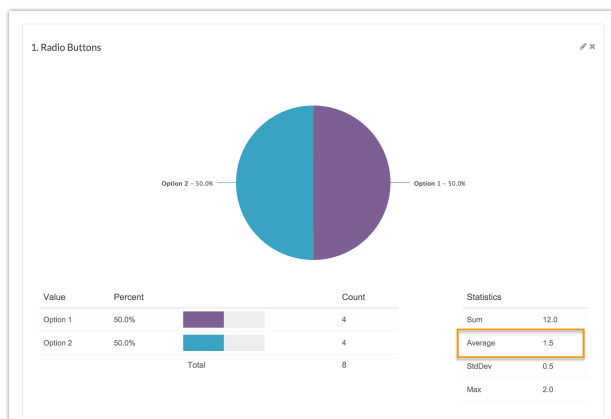 1. Radio Buttons
Option 2 - 50.0%
Option 1 - 50.0%
Value Percent Count
Option 1 50.0% 4
Option 2 50.0% 4
Total 8
Statistics
Sum 12.0
Average 1.5
StdDev 0.5
Max 2.0